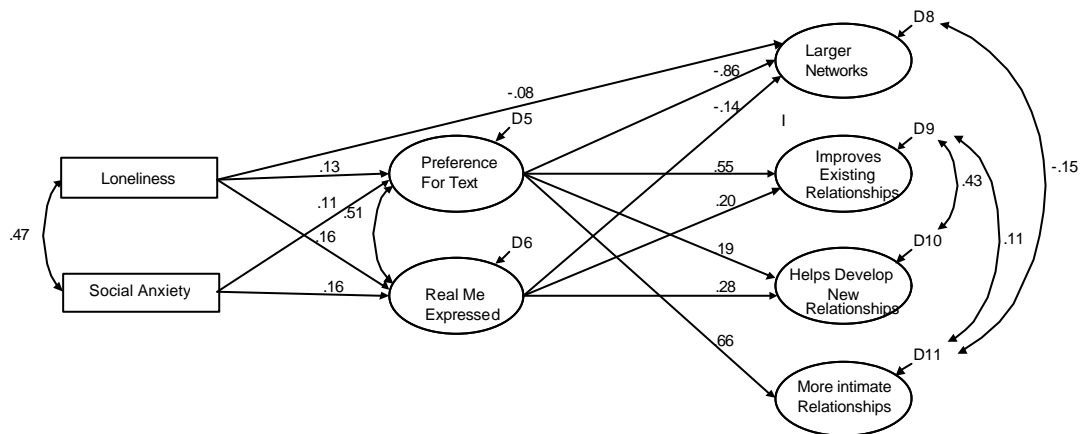 D8
Larger
Networks
-.86
-.08
-.14
D5
I
D9
Preference
For Text
Improves
Existing
Relationships
Loneliness
.13
.55
.43
-.15
.11
.51
.20
.47
.16
.11
D6
.19
D10
Social Anxiety
.16
Real Me
Expressed
.28
Helps Develop
New
Relationships
.66
D11
More intimate
Relationships